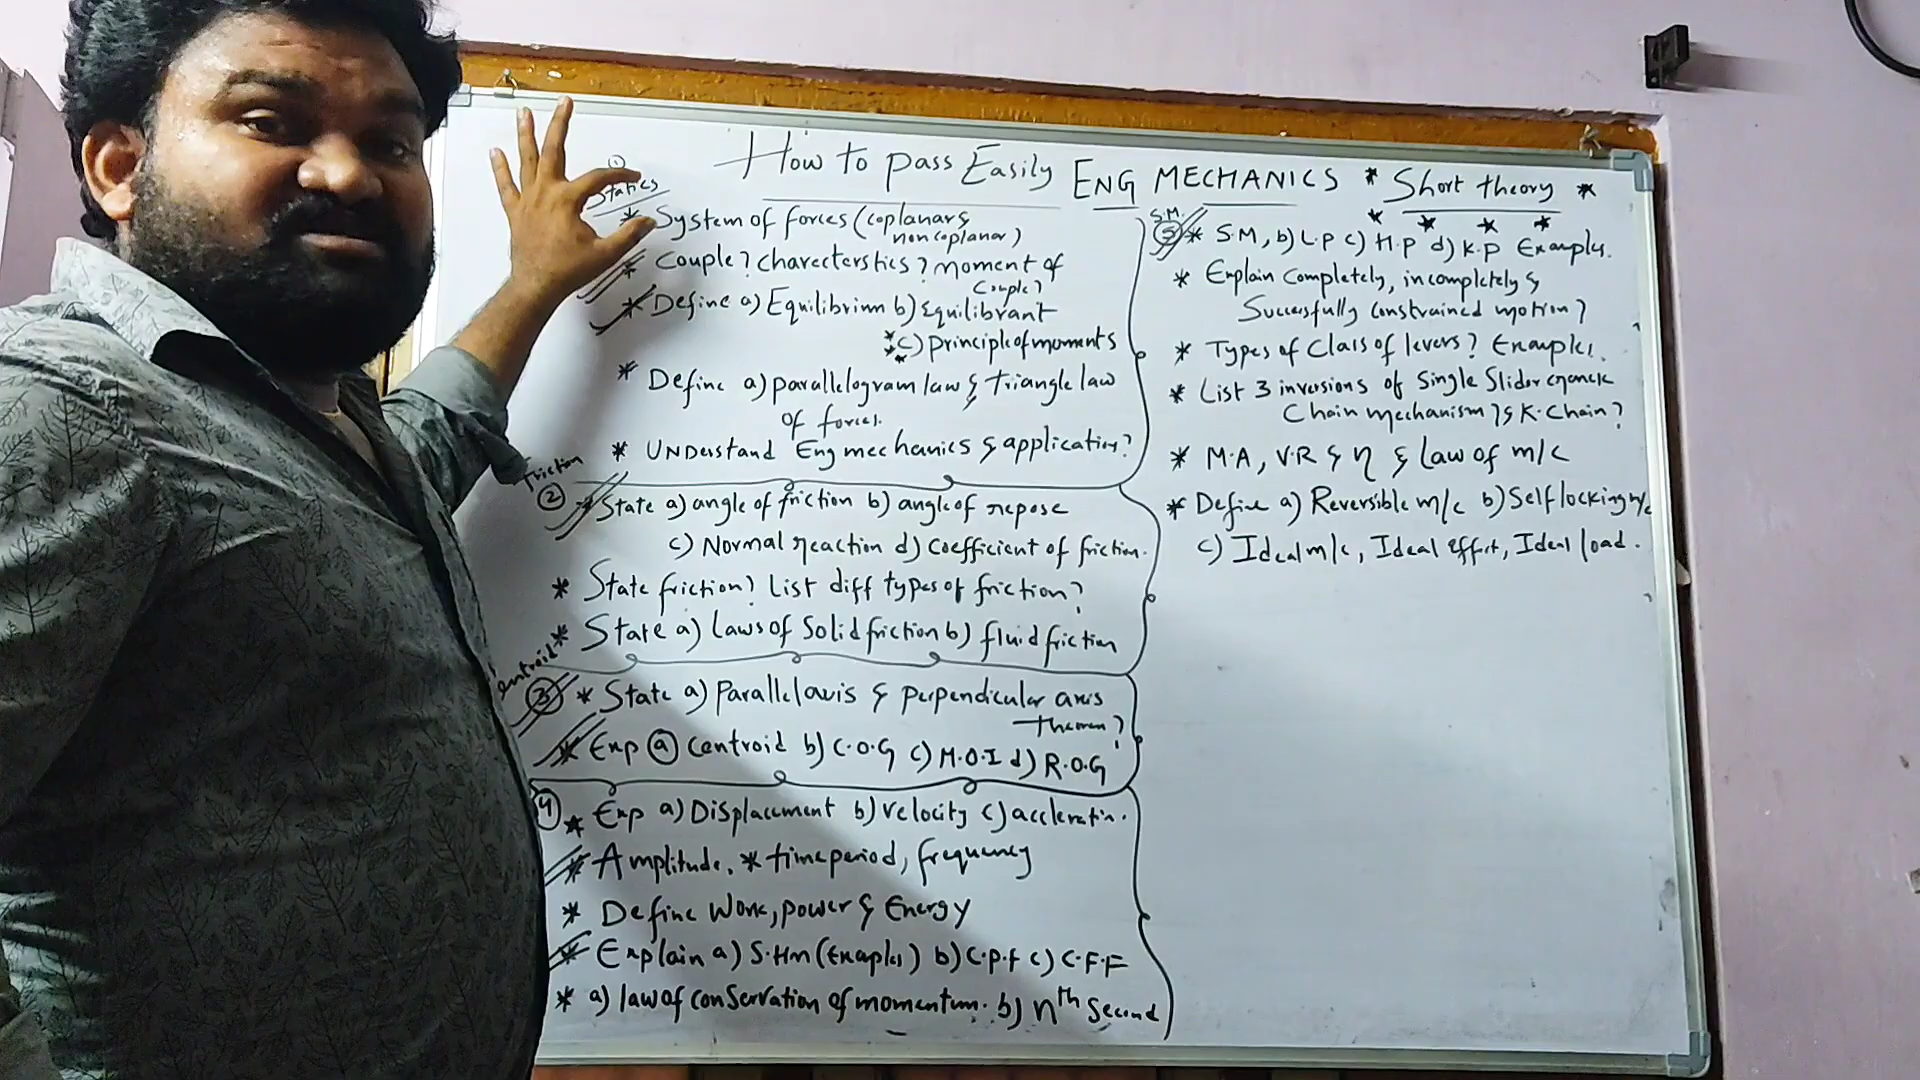 How to pass Easily ENG MECHANICS * Short theory *
* * * *
① Statics
* System of forces (coplanar &
non coplanar)
* Couple? charecterstics? moment of
Couple?
* Define a) Equilibrium b) Equilibrant
* c) principle of moments
* Define a) parallelogram law & triangle law
of forces.
* UNDerstand Eng mechanics & application?
friction
② * State a) angle of friction b) angle of repose
c) Normal reaction d) coefficient of friction.
* State friction? List diff types of friction?
* State a) laws of Solid friction b) fluid friction
entroid
③ * State a) Parallel axis & perpendicular axis
Theorem?
* Exp ⓐ Centroid b) C.O.G c) M.O.I d) R.O.G
④ * Exp a) Displacement b) velocity c) a
* Amplitude, * time period, frequency
* Define Work, power & Energy
* Explain a) S.Hm (Examples) b) C.p.f c) C.F.F
* a) law of conservation of momentum. b) nth Second
S.M.
⑤ * S.M, b) L.P c) H.P d) K.P Examples.
* Explain Completely, incompletely &
Successfully constrained motion?
* Types of Class of levers? Examples.
* List 3 inversions of Single Slider cranck
Chain mechanism? & K.Chain?
* M.A, V.R & η & law of m/c
* Define a) Reversible m/c b) Self locking m/c
c) Ideal m/c, Ideal effort, Ideal load.